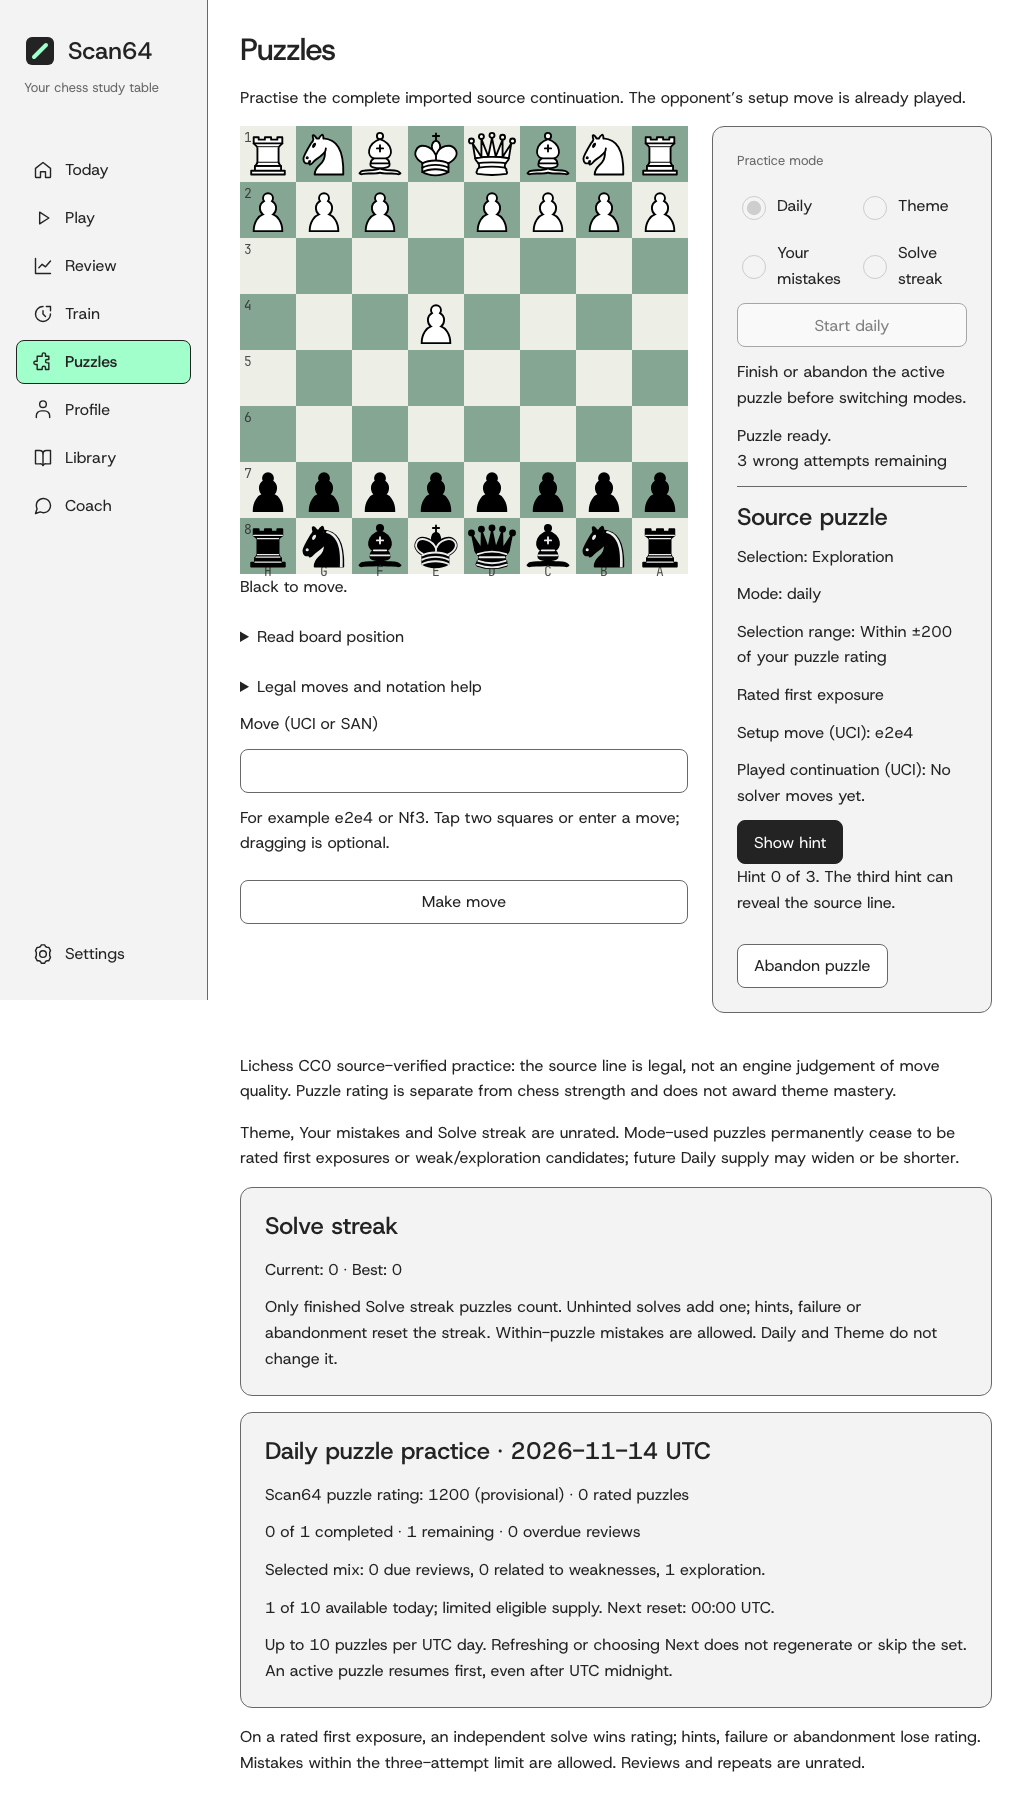 Scan64
Your chess study table
Today
Play
Review
Train
Puzzles
Profile
Library
Coach
Settings
Puzzles
Practise the complete imported source continuation. The opponent’s setup move is already played.
1
2
3
4
5
6
7
8
H G F E D C B A
Black to move.
Read board position
Legal moves and notation help
Move (UCI or SAN)
For example e2e4 or Nf3. Tap two squares or enter a move;
dragging is optional.
Make move
Practice mode
Daily
Theme
Your
mistakes
Solve
streak
Start daily
Finish or abandon the active
puzzle before switching modes.
Puzzle ready.
3 wrong attempts remaining
Source puzzle
Selection: Exploration
Mode: daily
Selection range: Within ±200
of your puzzle rating
Rated first exposure
Setup move (UCI): e2e4
Played continuation (UCI): No
solver moves yet.
Show hint
Hint 0 of 3. The third hint can
reveal the source line.
Abandon puzzle
Lichess CC0 source-verified practice: the source line is legal, not an engine judgement of move
quality. Puzzle rating is separate from chess strength and does not award theme mastery.
Theme, Your mistakes and Solve streak are unrated. Mode-used puzzles permanently cease to be
rated first exposures or weak/exploration candidates; future Daily supply may widen or be shorter.
Solve streak
Current: 0 · Best: 0
Only finished Solve streak puzzles count. Unhinted solves add one; hints, failure or
abandonment reset the streak. Within-puzzle mistakes are allowed. Daily and Theme do not
change it.
Daily puzzle practice · 2026-11-14 UTC
Scan64 puzzle rating: 1200 (provisional) · 0 rated puzzles
0 of 1 completed · 1 remaining · 0 overdue reviews
Selected mix: 0 due reviews, 0 related to weaknesses, 1 exploration.
1 of 10 available today; limited eligible supply. Next reset: 00:00 UTC.
Up to 10 puzzles per UTC day. Refreshing or choosing Next does not regenerate or skip the set.
An active puzzle resumes first, even after UTC midnight.
On a rated first exposure, an independent solve wins rating; hints, failure or abandonment lose rating.
Mistakes within the three-attempt limit are allowed. Reviews and repeats are unrated.